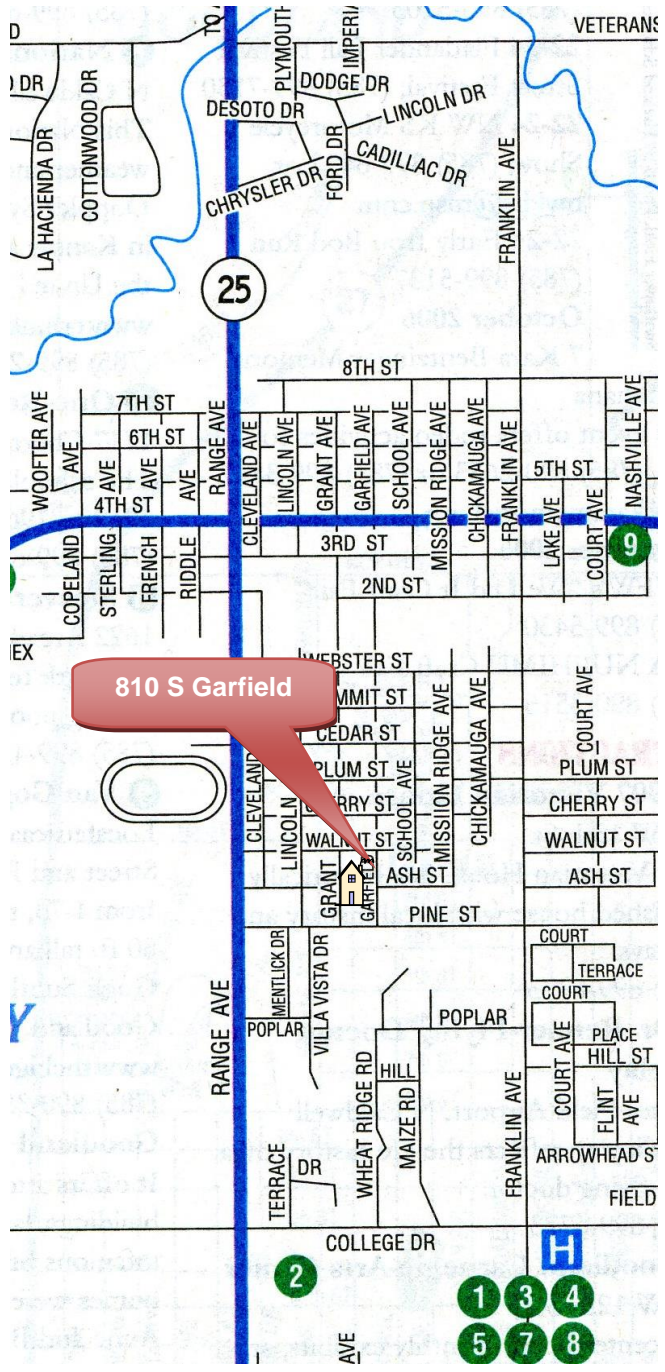 D
TO
PLYMOUTH
IMPERI
VETERANS
DR
DODGE DR
DESOTO DR
LINCOLN DR
LA HACIENDA DR
COTTONWOOD DR
FORD DR
CADILLAC DR
CHRYSLER DR
FRANKLIN AVE
25
8TH ST
7TH ST
6TH ST
5TH ST
4TH ST
3RD ST
2ND ST
WOOFTER AVE
COPELAND AVE
STERLING AVE
FRENCH AVE
RIDDLE AVE
RANGE AVE
CLEVELAND AVE
LINCOLN AVE
GRANT AVE
GARFIELD AVE
SCHOOL AVE
MISSION RIDGE AVE
CHICKAMAUGA AVE
FRANKLIN AVE
LAKE AVE
COURT AVE
NASHVILLE AVE
9
EX
810 S Garfield
WEBSTER ST
MMIT ST
CEDAR ST
PLUM ST
ERRY ST
WALNUT ST
ASH ST
PINE ST
CLEVELAND
LINCOLN
GRAN
GARFIELD
SCHOOL AVE
MISSION RIDGE AVE
CHICKAMAUGA AVE
COURT AVE
PLUM ST
CHERRY ST
WALNUT ST
ASH ST
COURT
TERRACE
COURT
PLACE
HILL ST
COURT AVE
FLINT AVE
ARROWHEAD ST
FIELD
RANGE AVE
MENTLICK DR
VILLA VISTA DR
POPLAR
POPLAR
HILL
WHEAT RIDGE RD
MAIZE RD
FRANKLIN AVE
TERRACE
DR
Y
COLLEGE DR
H
2
1 3 4
5 7 8
AVE